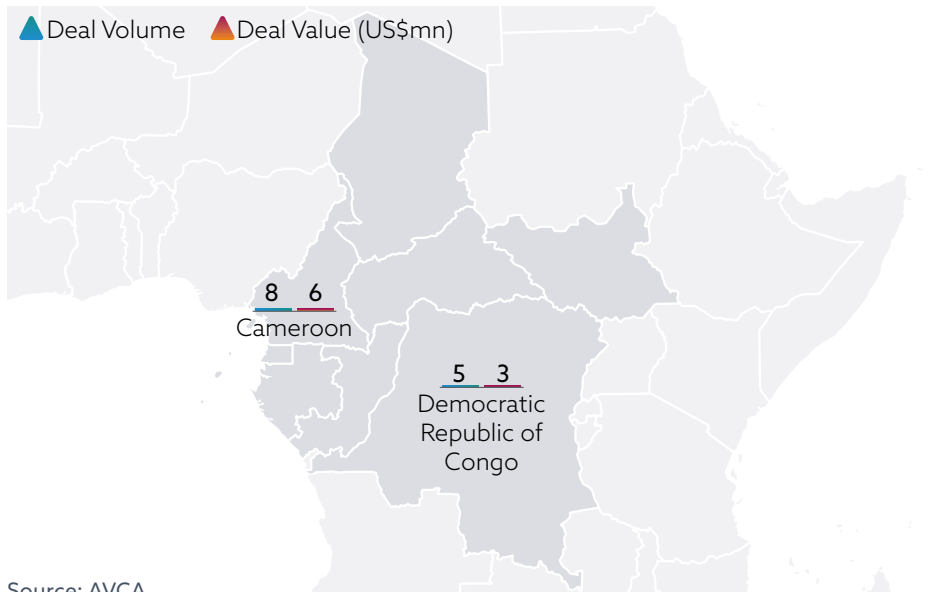 Deal Volume Deal Value (US$mn)
8 6
Cameroon
5 3
Democratic
Republic of
Congo
Source: AVCA